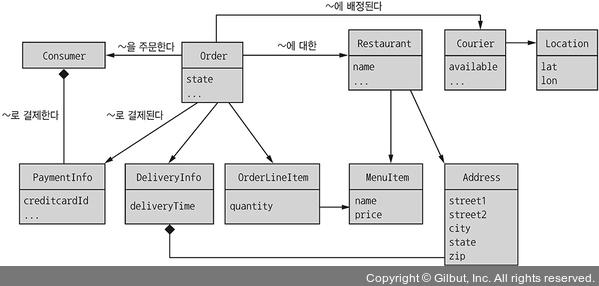 ~에 배정된다
Consumer
~을 주문한다
Order
state
...
~에 대한
Restaurant
name
...
Courier
available
...
Location
lat
lon
~로 결제한다
~로 결제된다
PaymentInfo
creditcardId
...
DeliveryInfo
deliveryTime
OrderLineItem
quantity
MenuItem
name
price
Address
street1
street2
city
state
zip
Copyright © Gilbut, Inc. All rights reserved.